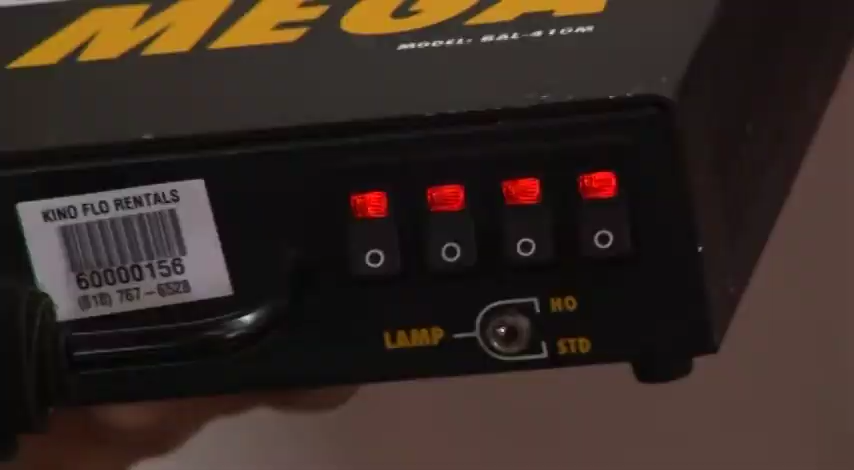 MEGA
MODEL: BAL-410M
KINO FLO RENTALS
60000156
(818) 767-6528
LAMP
HO
STD